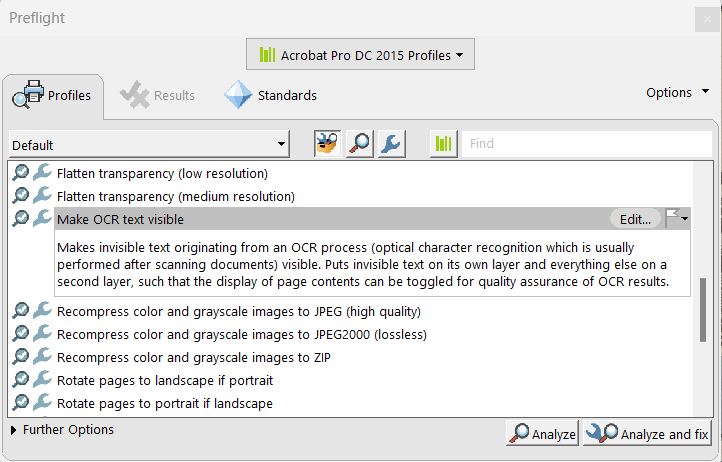 Preflight
Acrobat Pro DC 2015 Profiles
Profiles
Results
Standards
Options
Default
Find
Flatten transparency (low resolution)
Flatten transparency (medium resolution)
Make OCR text visible
Edit...
Makes invisible text originating from an OCR process (optical character recognition which is usually
performed after scanning documents) visible. Puts invisible text on its own layer and everything else on a
second layer, such that the display of page contents can be toggled for quality assurance of OCR results.
Recompress color and grayscale images to JPEG (high quality)
Recompress color and grayscale images to JPEG2000 (lossless)
Recompress color and grayscale images to ZIP
Rotate pages to landscape if portrait
Rotate pages to portrait if landscape
Further Options
Analyze
Analyze and fix